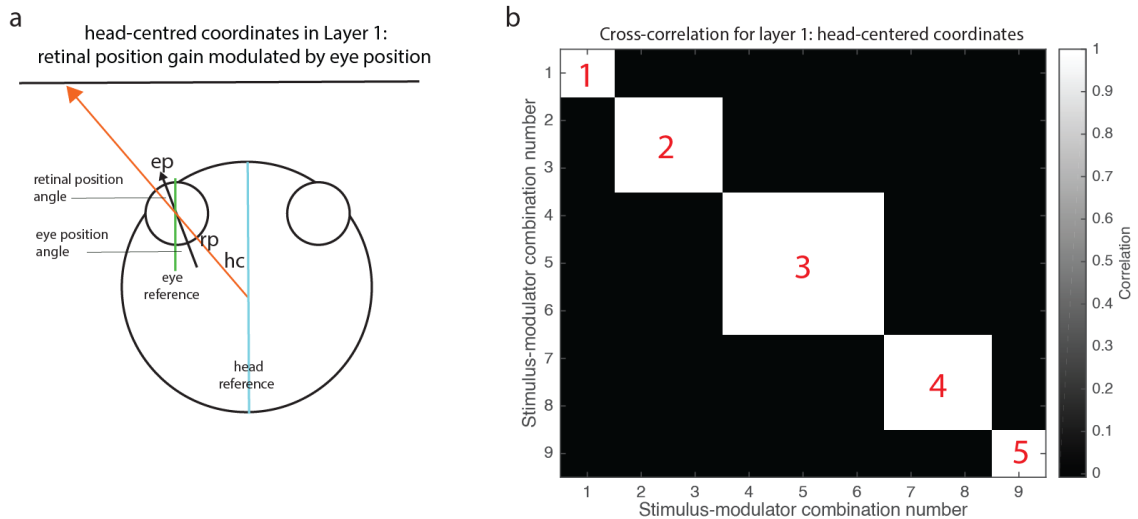 a
head-centred coordinates in Layer 1:
retinal position gain modulated by eye position
ep
retinal position
angle
eye position
angle
rp
hc
eye
reference
head
reference
b
Cross-correlation for layer 1: head-centered coordinates
Stimulus-modulator combination number
1
2
3
4
5
6
7
8
9
1
2
3
4
5
1 2 3 4 5 6 7 8 9
Stimulus-modulator combination number
1
0.9
0.8
0.7
0.6
0.5
0.4
0.3
0.2
0.1
0
Correlation